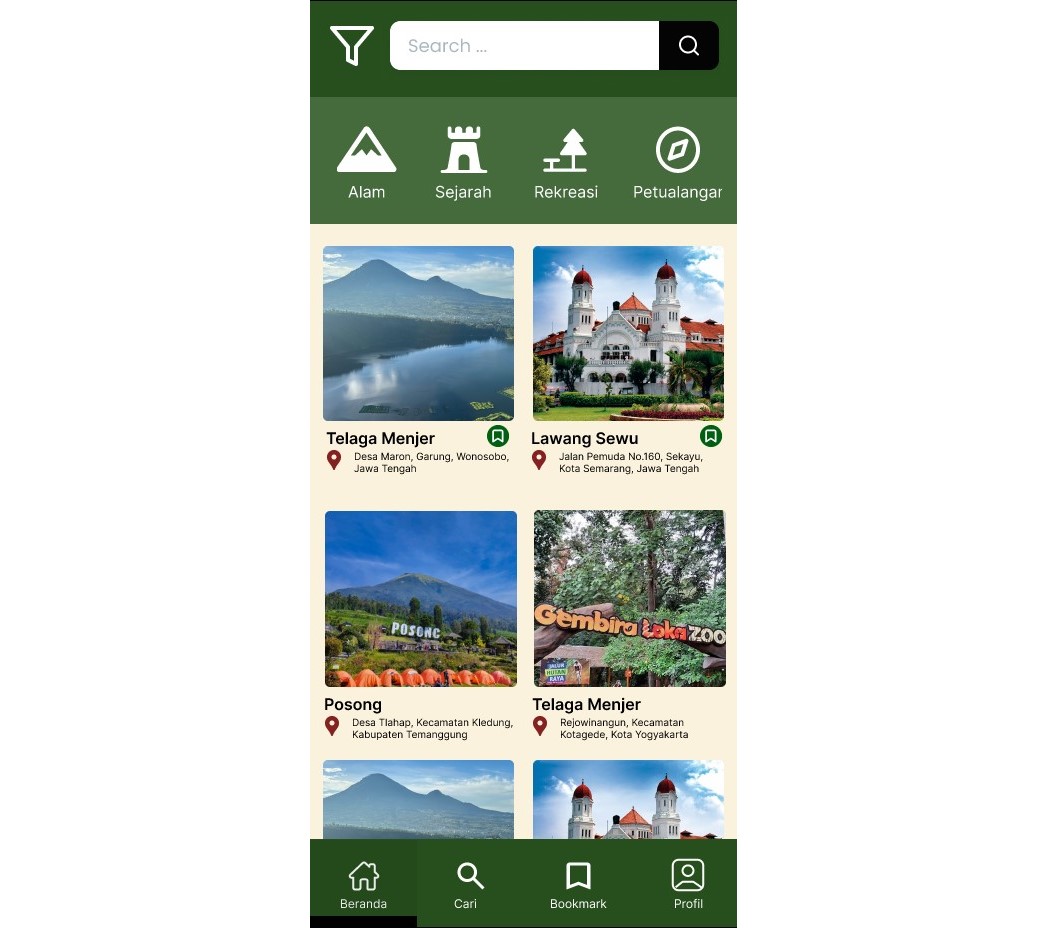 Search ...
Alam
Sejarah
Rekreasi
Petualangar
Telaga Menjer
Desa Maron, Garung, Wonosobo,
Jawa Tengah
Lawang Sewu
Jalan Pemuda No.160, Sekayu,
Kota Semarang, Jawa Tengah
POSONG
Gembira Loka ZOO
Posong
Desa Tlahap, Kecamatan Kledung,
Kabupaten Temanggung
Telaga Menjer
Rejowinangun, Kecamatan
Kotagede, Kota Yogyakarta
Beranda
Cari
Bookmark
Profil